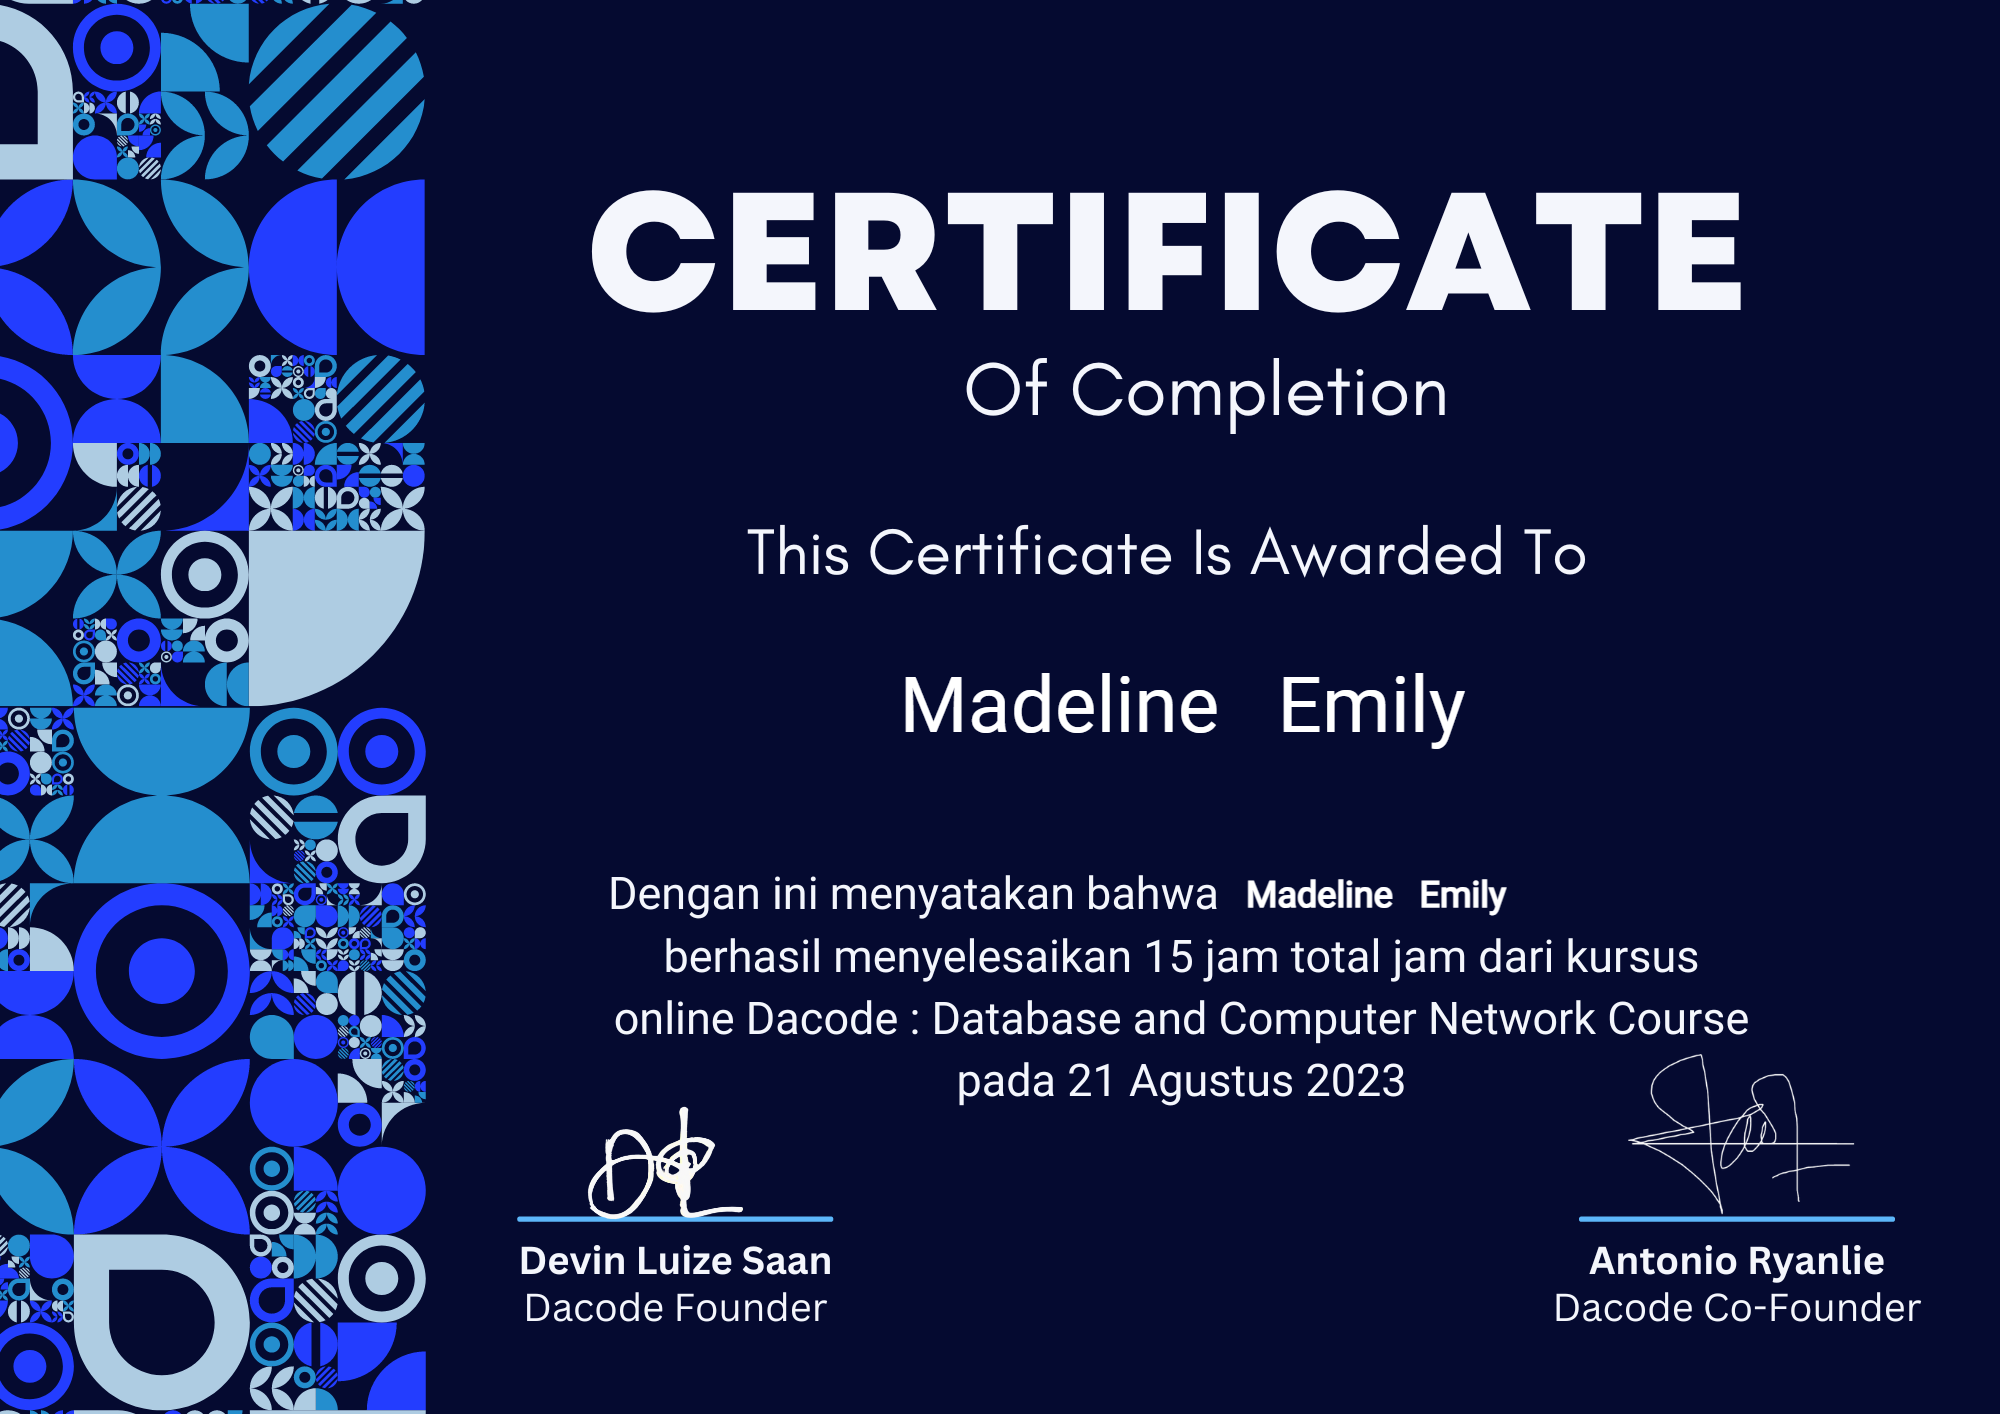 CERTIFICATE
Of Completion
This Certificate Is Awarded To
Madeline Emily
Dengan ini menyatakan bahwa Madeline Emily
berhasil menyelesaikan 15 jam total jam dari kursus
online Dacode : Database and Computer Network Course
pada 21 Agustus 2023
Devin Luize Saan
Dacode Founder
Antonio Ryanlie
Dacode Co-Founder